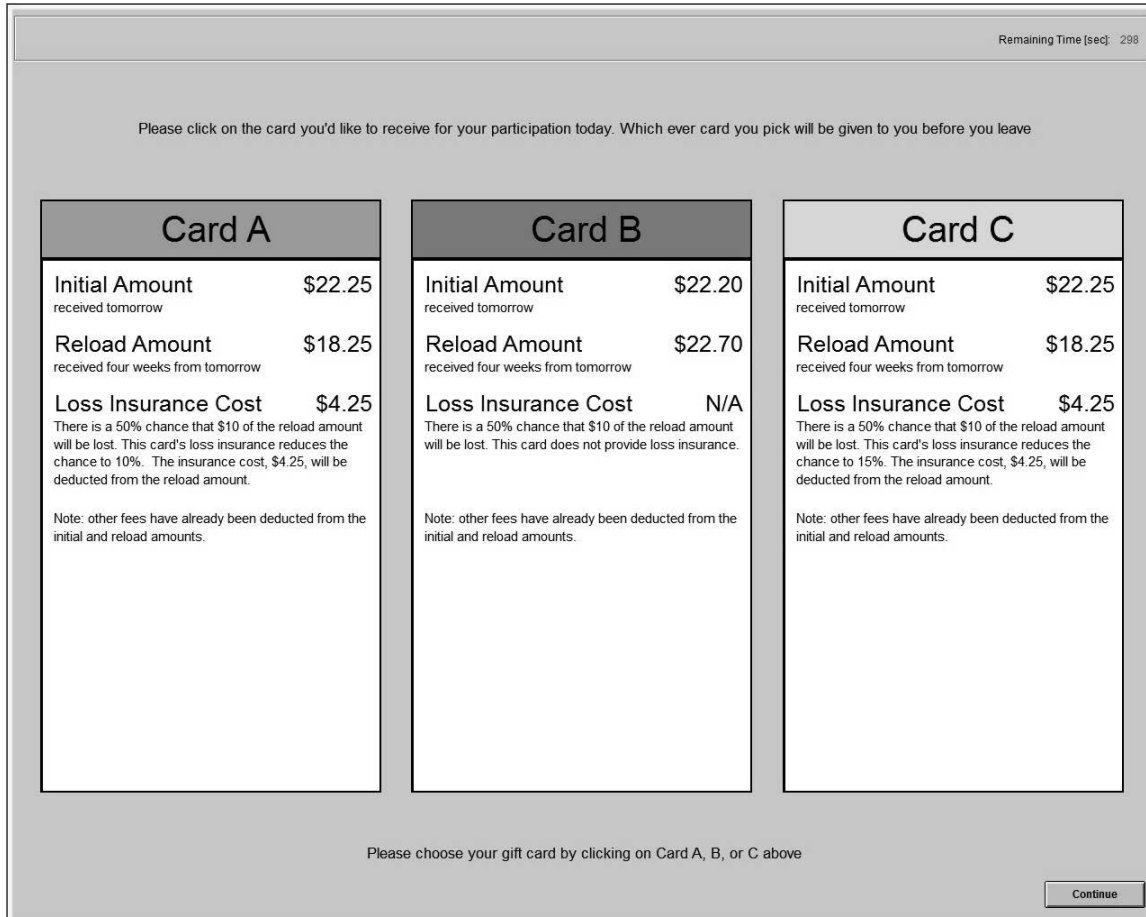 Remaining Time [sec]: 298
Please click on the card you'd like to receive for your participation today. Which ever card you pick will be given to you before you leave
Card A
Initial Amount $22.25
received tomorrow
Reload Amount $18.25
received four weeks from tomorrow
Loss Insurance Cost $4.25
There is a 50% chance that $10 of the reload amount
will be lost. This card's loss insurance reduces the
chance to 10%. The insurance cost, $4.25, will be
deducted from the reload amount.
Note: other fees have already been deducted from the
initial and reload amounts.
Card B
Initial Amount $22.20
received tomorrow
Reload Amount $22.70
received four weeks from tomorrow
Loss Insurance Cost N/A
There is a 50% chance that $10 of the reload amount
will be lost. This card does not provide loss insurance.
Note: other fees have already been deducted from the
initial and reload amounts.
Card C
Initial Amount $22.25
received tomorrow
Reload Amount $18.25
received four weeks from tomorrow
Loss Insurance Cost $4.25
There is a 50% chance that $10 of the reload amount
will be lost. This card's loss insurance reduces the
chance to 15%. The insurance cost, $4.25, will be
deducted from the reload amount.
Note: other fees have already been deducted from the
initial and reload amounts.
Please choose your gift card by clicking on Card A, B, or C above
Continue